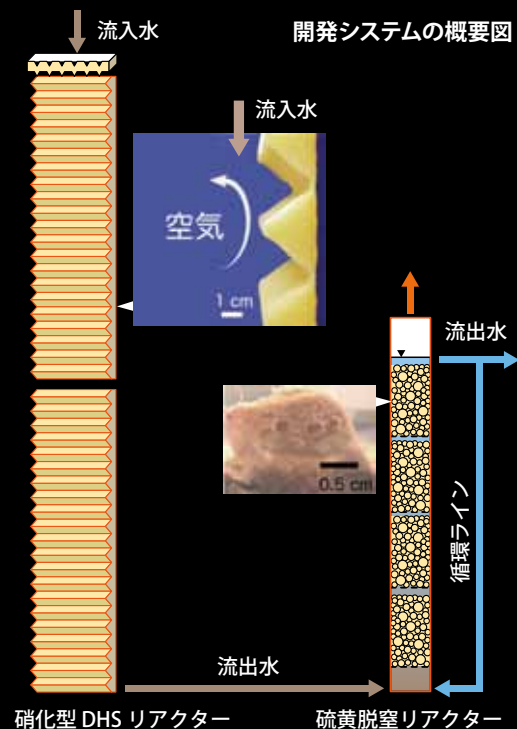 開発システムの概要図
流入水
流入水
空気
1 cm
流出水
0.5 cm
循環ライン
流出水
硝化型 DHS リアクター
硫黄脱窒リアクター